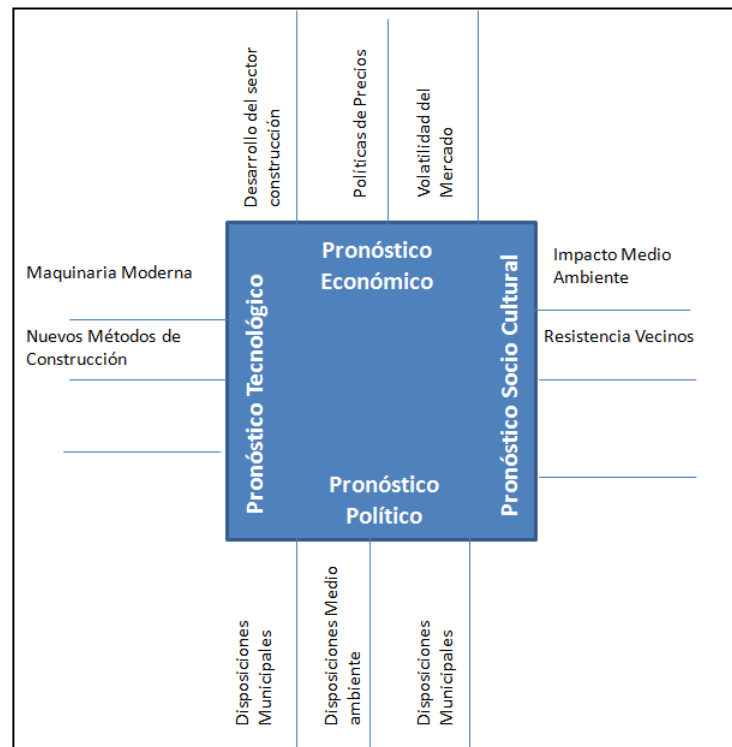 Desarrollo del sector
construcción
Políticas de Precios
Volatilidad del
Mercado
Pronóstico
Económico
Maquinaria Moderna
Nuevos Métodos de
Construcción
Pronóstico Tecnológico
Pronóstico Socio Cultural
Impacto Medio
Ambiente
Resistencia Vecinos
Pronóstico
Político
Disposiciones
Municipales
Disposiciones Medio
ambiente
Disposiciones
Municipales